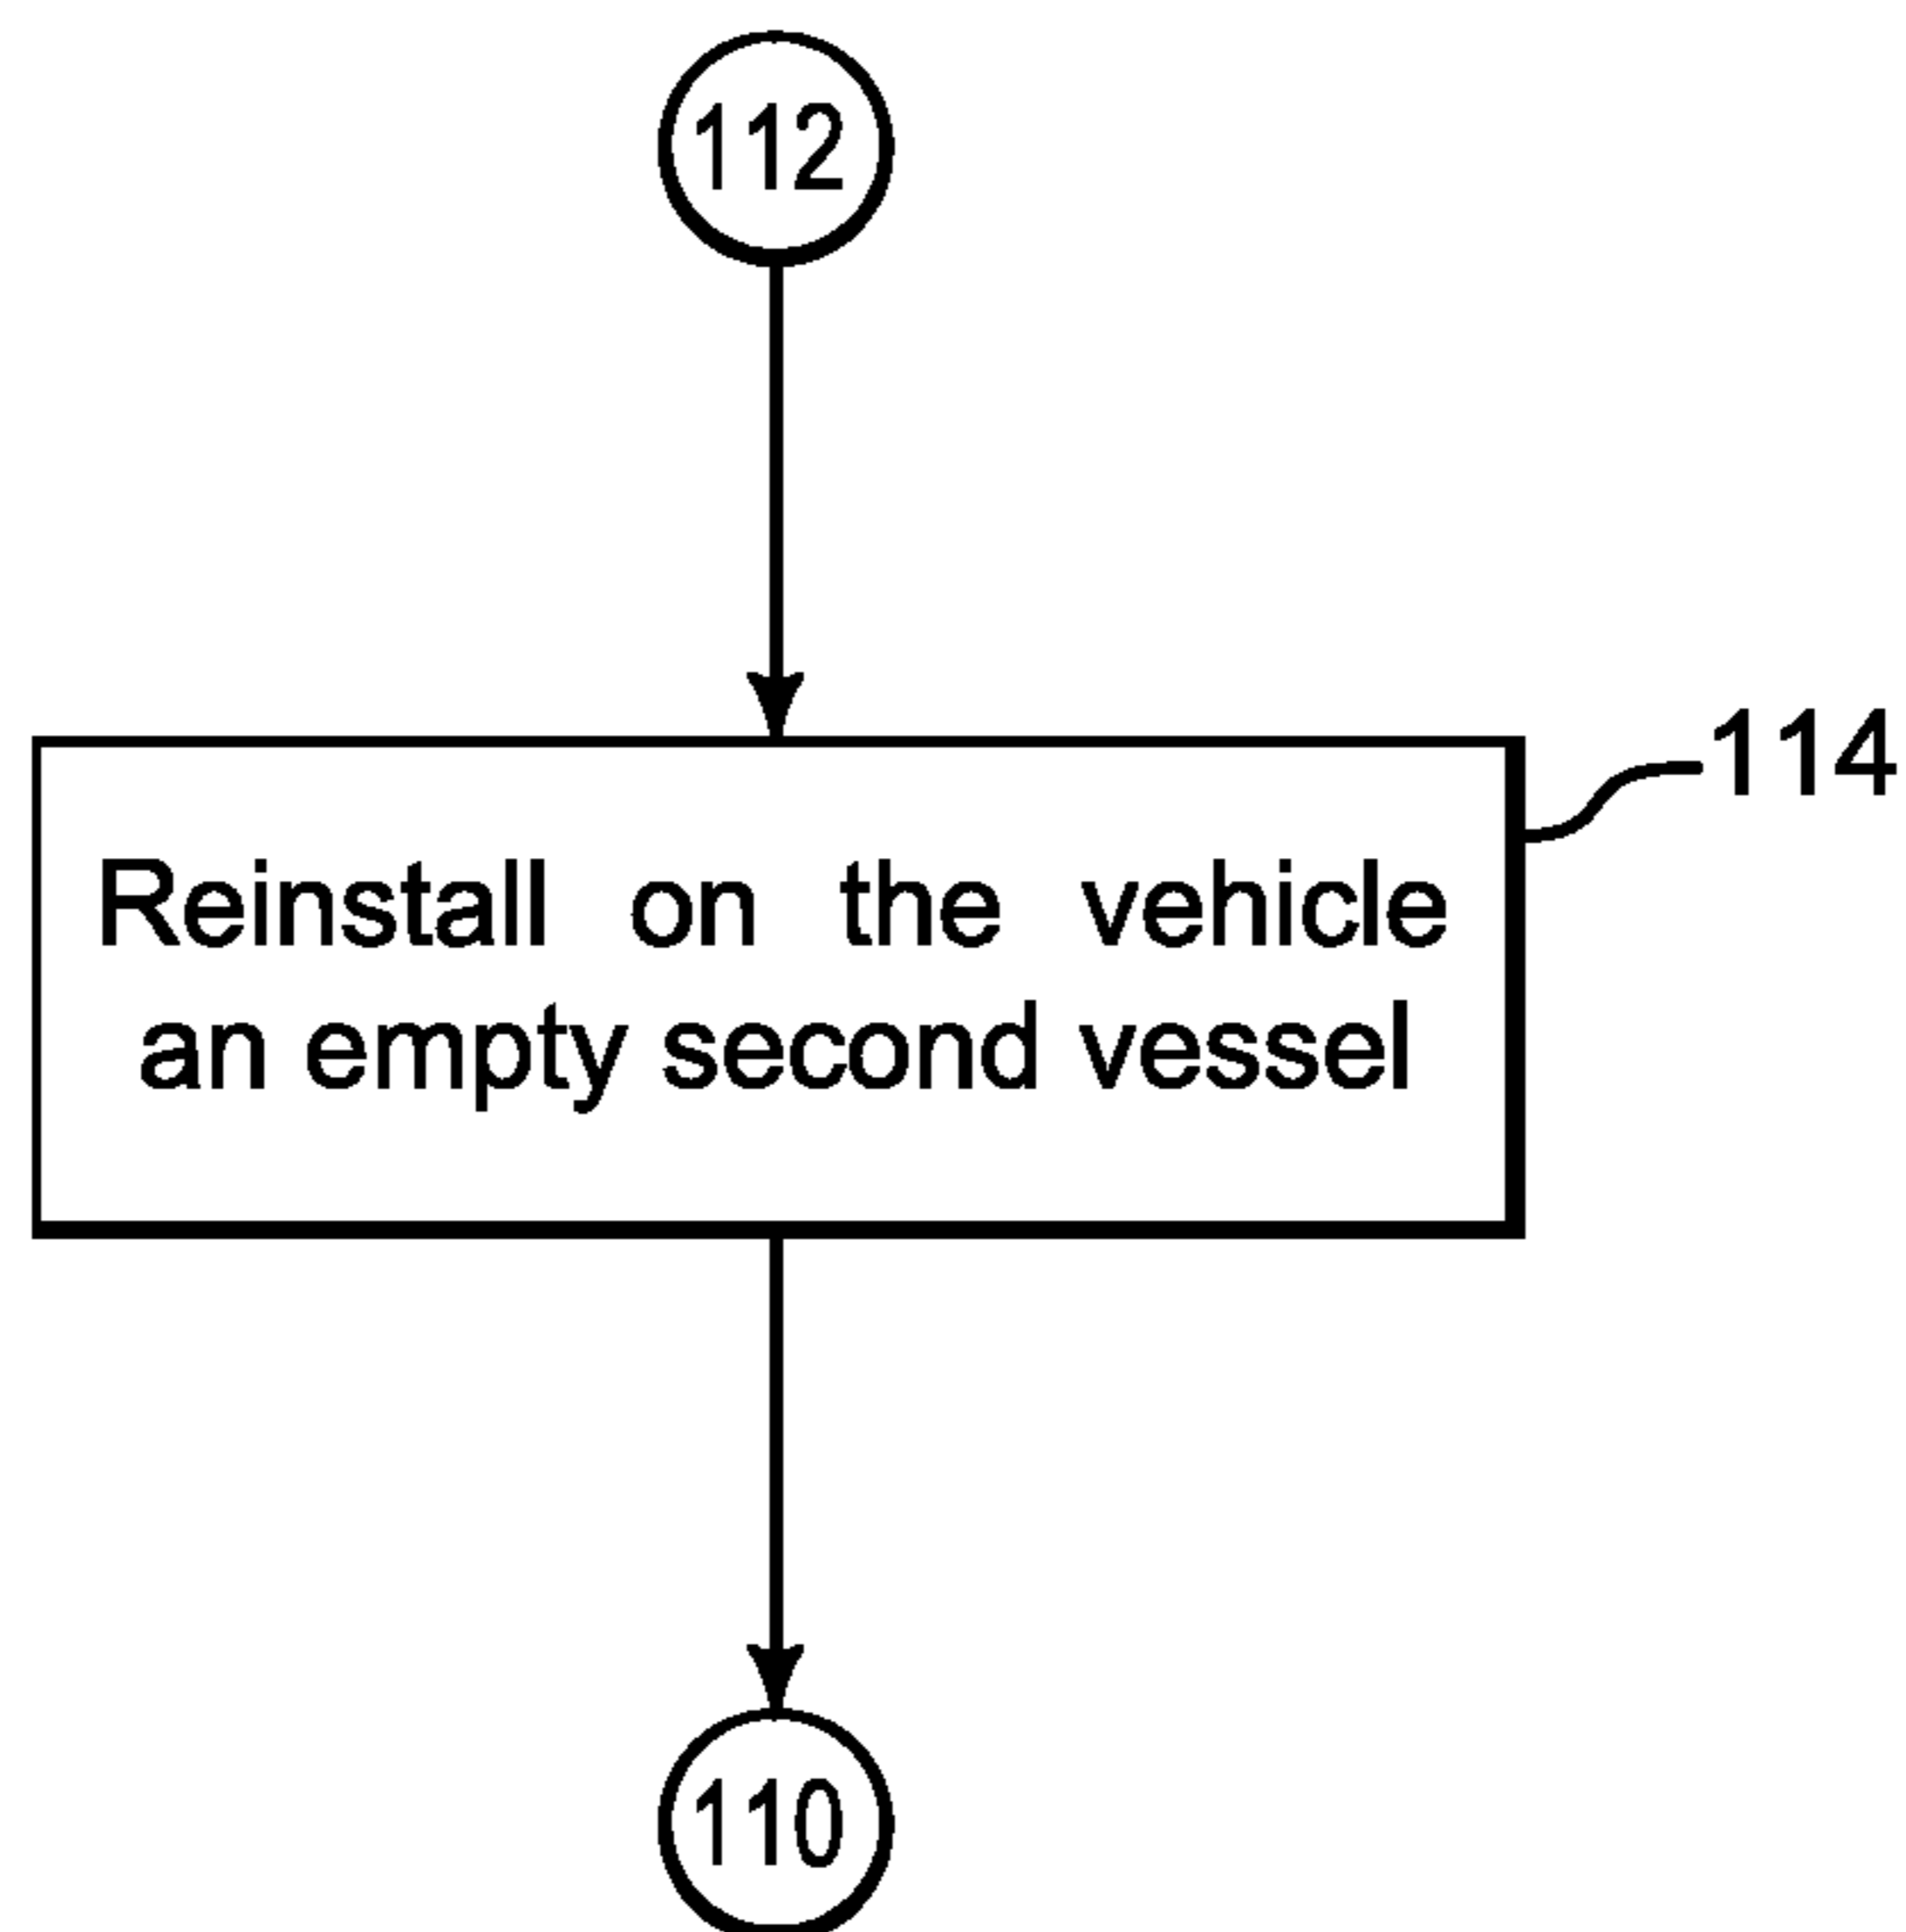 112
114
Reinstall on the vehicle
an empty second vessel
110